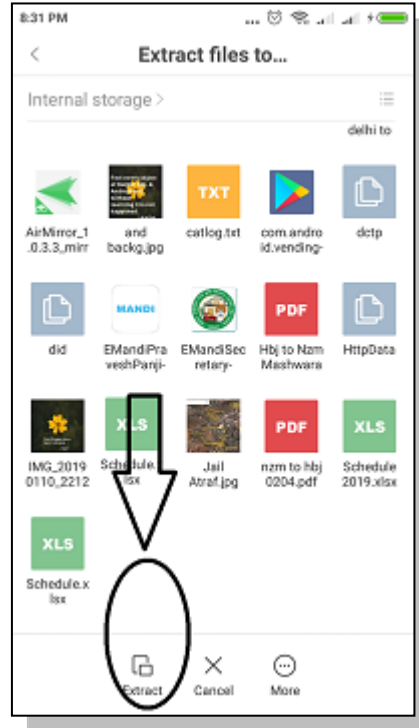 8:31 PM
Extract files to...
Internal storage >
delhi to
TXT
AirMirror_1
.0.3.3_mirr
and
backg.jpg
catlog.txt
com.andro
id.vending-
dctp
MANDI
PDF
did
EMandiPra
veshPanji-
EMandiSec
retary-
Hbj to Nzm
Mashwara
HttpData
XLS
PDF
XLS
IMG_2019
0110_2212
Schedule.
lsx
Jail
Atraf.jpg
nzm to hbj
0204.pdf
Schedule
2019.xlsx
XLS
Schedule.x
lsx
Extract
Cancel
More